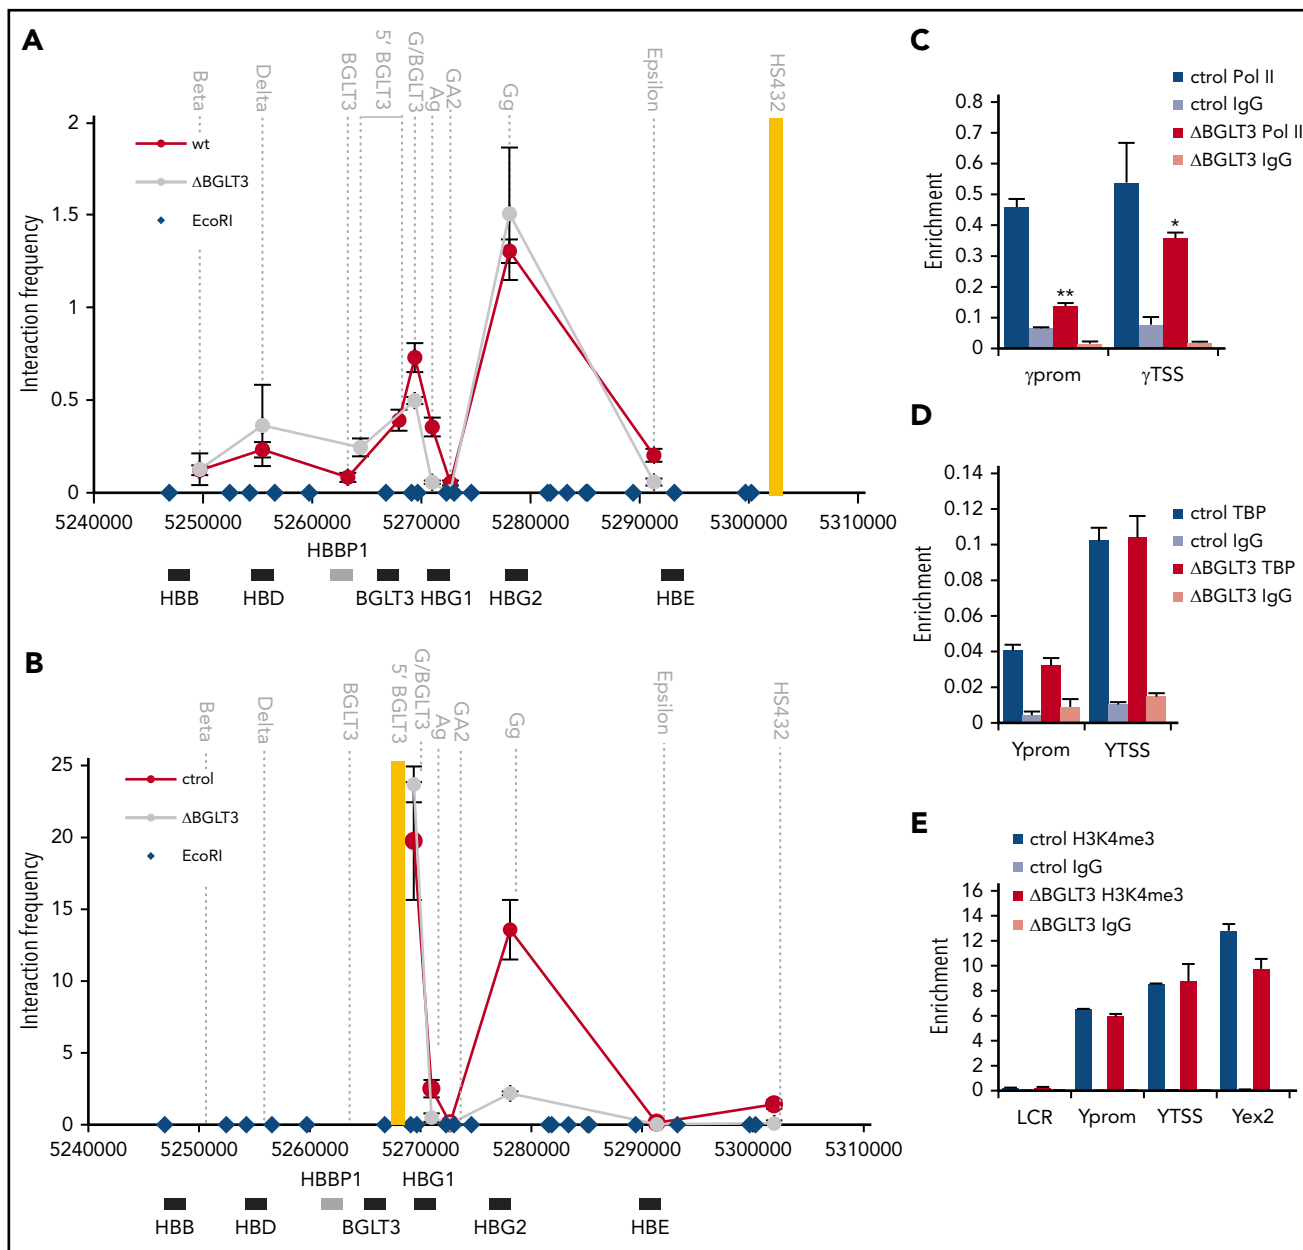 A
Beta
Delta
BGLT3
5' BGLT3
G/BGLT3
Ag
GA2
Gg
Epsilon
HS432
Interaction frequency
2
1.5
1
0.5
0
wt
ΔBGLT3
EcoRI
5240000 5250000 5260000 5270000 5280000 5290000 5300000 5310000
HBBP1
HBB HBD BGLT3 HBG1 HBG2 HBE
B
Beta
Delta
BGLT3
5' BGLT3
G/BGLT3
Ag
GA2
Gg
Epsilon
HS432
Interaction frequency
25
20
15
10
5
0
ctrol
ΔBGLT3
EcoRI
5240000 5250000 5260000 5270000 5280000 5290000 5300000 5310000
HBBP1 HBG1
HBB HBD BGLT3 HBG2 HBE
C
ctrol Pol II
ctrol IgG
ΔBGLT3 Pol II
ΔBGLT3 IgG
Enrichment
0.8
0.7
0.6
0.5
0.4
0.3
0.2
0.1
0
**
*
γprom γTSS
D
ctrol TBP
ctrol IgG
ΔBGLT3 TBP
ΔBGLT3 IgG
Enrichment
0.14
0.12
0.1
0.08
0.06
0.04
0.02
0
Yprom YTSS
E
ctrol H3K4me3
ctrol IgG
ΔBGLT3 H3K4me3
ΔBGLT3 IgG
Enrichment
16
14
12
10
8
6
4
2
0
LCR Yprom YTSS Yex2